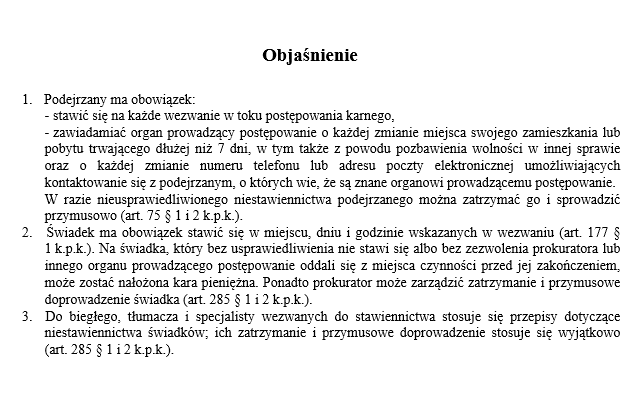 Objaśnienie
1. Podejrzany ma obowiązek:
- stawić się na każde wezwanie w toku postępowania karnego,
- zawiadamiać organ prowadzący postępowanie o każdej zmianie miejsca swojego zamieszkania lub
pobytu trwającego dłużej niż 7 dni, w tym także z powodu pozbawienia wolności w innej sprawie
oraz o każdej zmianie numeru telefonu lub adresu poczty elektronicznej umożliwiających
kontaktowanie się z podejrzanym, o których wie, że są znane organowi prowadzącemu postępowanie.
W razie nieusprawiedliwionego niestawiennictwa podejrzanego można zatrzymać go i sprowadzić
przymusowo (art. 75 § 1 i 2 k.p.k.).
2. Świadek ma obowiązek stawić się w miejscu, dniu i godzinie wskazanych w wezwaniu (art. 177 §
1 k.p.k.). Na świadka, który bez usprawiedliwienia nie stawi się albo bez zezwolenia prokuratora lub
innego organu prowadzącego postępowanie oddali się z miejsca czynności przed jej zakończeniem,
może zostać nałożona kara pieniężna. Ponadto prokurator może zarządzić zatrzymanie i przymusowe
doprowadzenie świadka (art. 285 § 1 i 2 k.p.k.).
3. Do biegłego, tłumacza i specjalisty wezwanych do stawiennictwa stosuje się przepisy dotyczące
niestawiennictwa świadków; ich zatrzymanie i przymusowe doprowadzenie stosuje się wyjątkowo
(art. 285 § 1 i 2 k.p.k.).